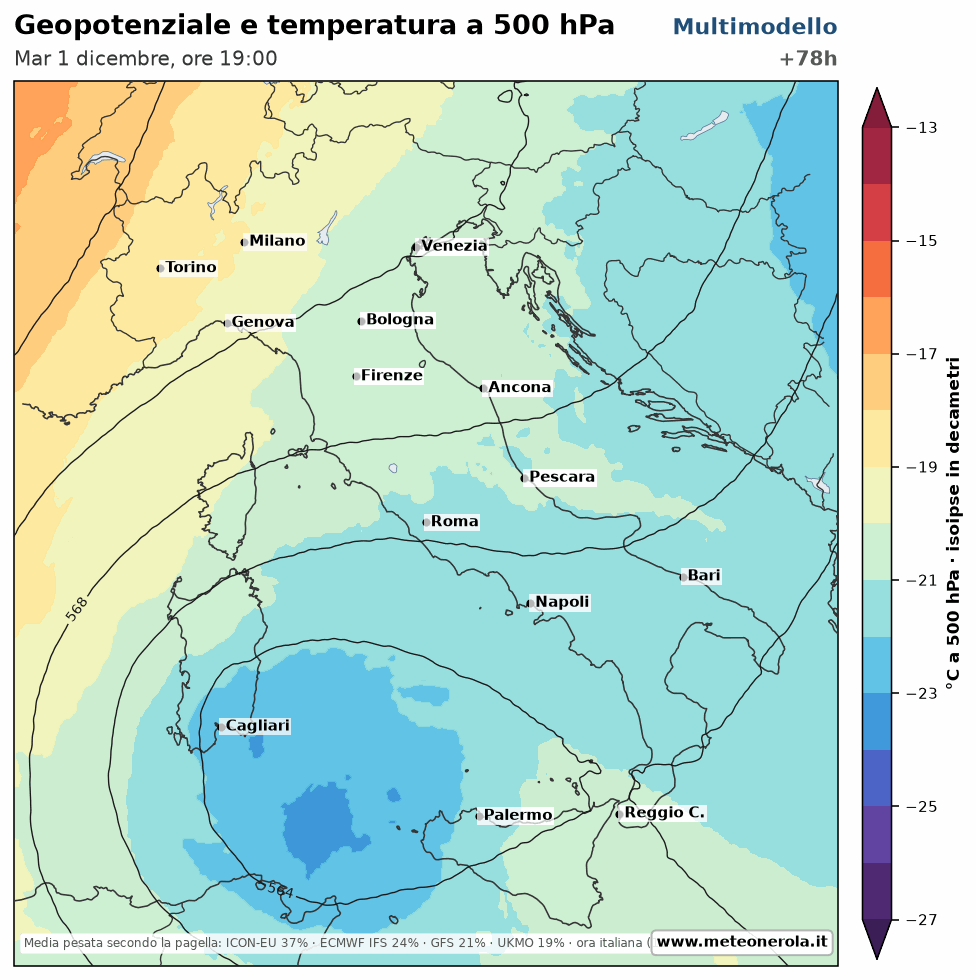 Geopotenziale e temperatura a 500 hPa
Multimodello
Mar 1 dicembre, ore 19:00
+78h
Milano
Venezia
Torino
Genova
Bologna
Firenze
Ancona
Pescara
Roma
Bari
Napoli
568
Cagliari
Palermo
Reggio C.
564
−13
−15
−17
−19
−21
−23
−25
−27
°C a 500 hPa · isoipse in decametri
Media pesata secondo la pagella: ICON-EU 37% · ECMWF IFS 24% · GFS 21% · UKMO 19% · ora italiana (
www.meteonerola.it